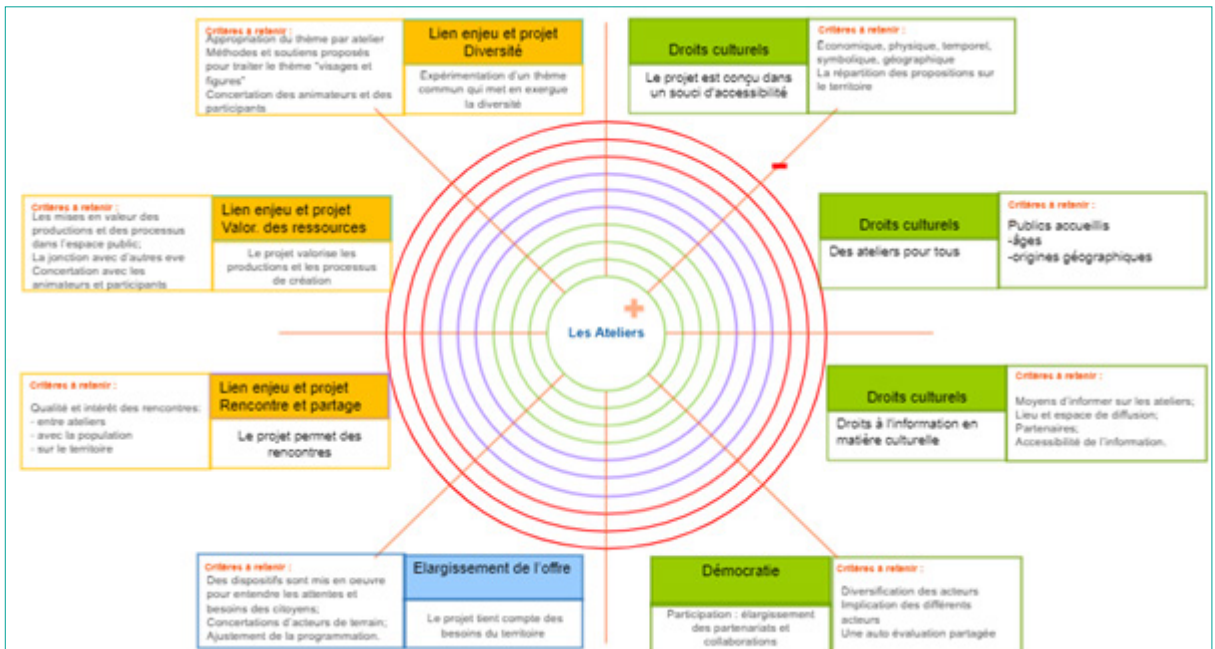 Critères à retenir :
Appropriation du thème par atelier
Méthodes et soutiens proposés
pour traiter le thème "visages et
figures"
Concertation des animateurs et des
participants
Lien enjeu et projet
Diversité
Expérimentation d'un thème
commun qui met en exergue
la diversité
Droits culturels
Le projet est conçu dans
un souci d'accessibilité
Critères à retenir :
Économique, physique, temporel,
symbolique, géographique
La répartition des propositions sur
le territoire
Critères à retenir :
Les mises en valeur des
productions et des processus
dans l'espace public;
La jonction avec d'autres eve
Concertation avec les
animateurs et participants
Lien enjeu et projet
Valor. des ressources
Le projet valorise les
productions et les processus
de création
Droits culturels
Des ateliers pour tous
Critères à retenir :
Publics accueillis
-âges
-origines géographiques
Les Ateliers
Critères à retenir :
Qualité et intérêt des rencontres:
- entre ateliers
- avec la population
- sur le territoire
Lien enjeu et projet
Rencontre et partage
Le projet permet des
rencontres
Droits culturels
Droits à l'information en
matière culturelle
Critères à retenir :
Moyens d'informer sur les ateliers;
Lieu et espace de diffusion;
Partenaires;
Accessibilité de l'information.
Critères à retenir :
Des dispositifs sont mis en oeuvre
pour entendre les attentes et
besoins des citoyens;
Concertations d'acteurs de terrain;
Ajustement de la programmation.
Elargissement de l'offre
Le projet tient compte des
besoins du territoire
Démocratie
Participation : élargissement
des partenariats et
collaborations
Critères à retenir :
Diversification des acteurs
Implication des différents
acteurs
Une auto évaluation partagée